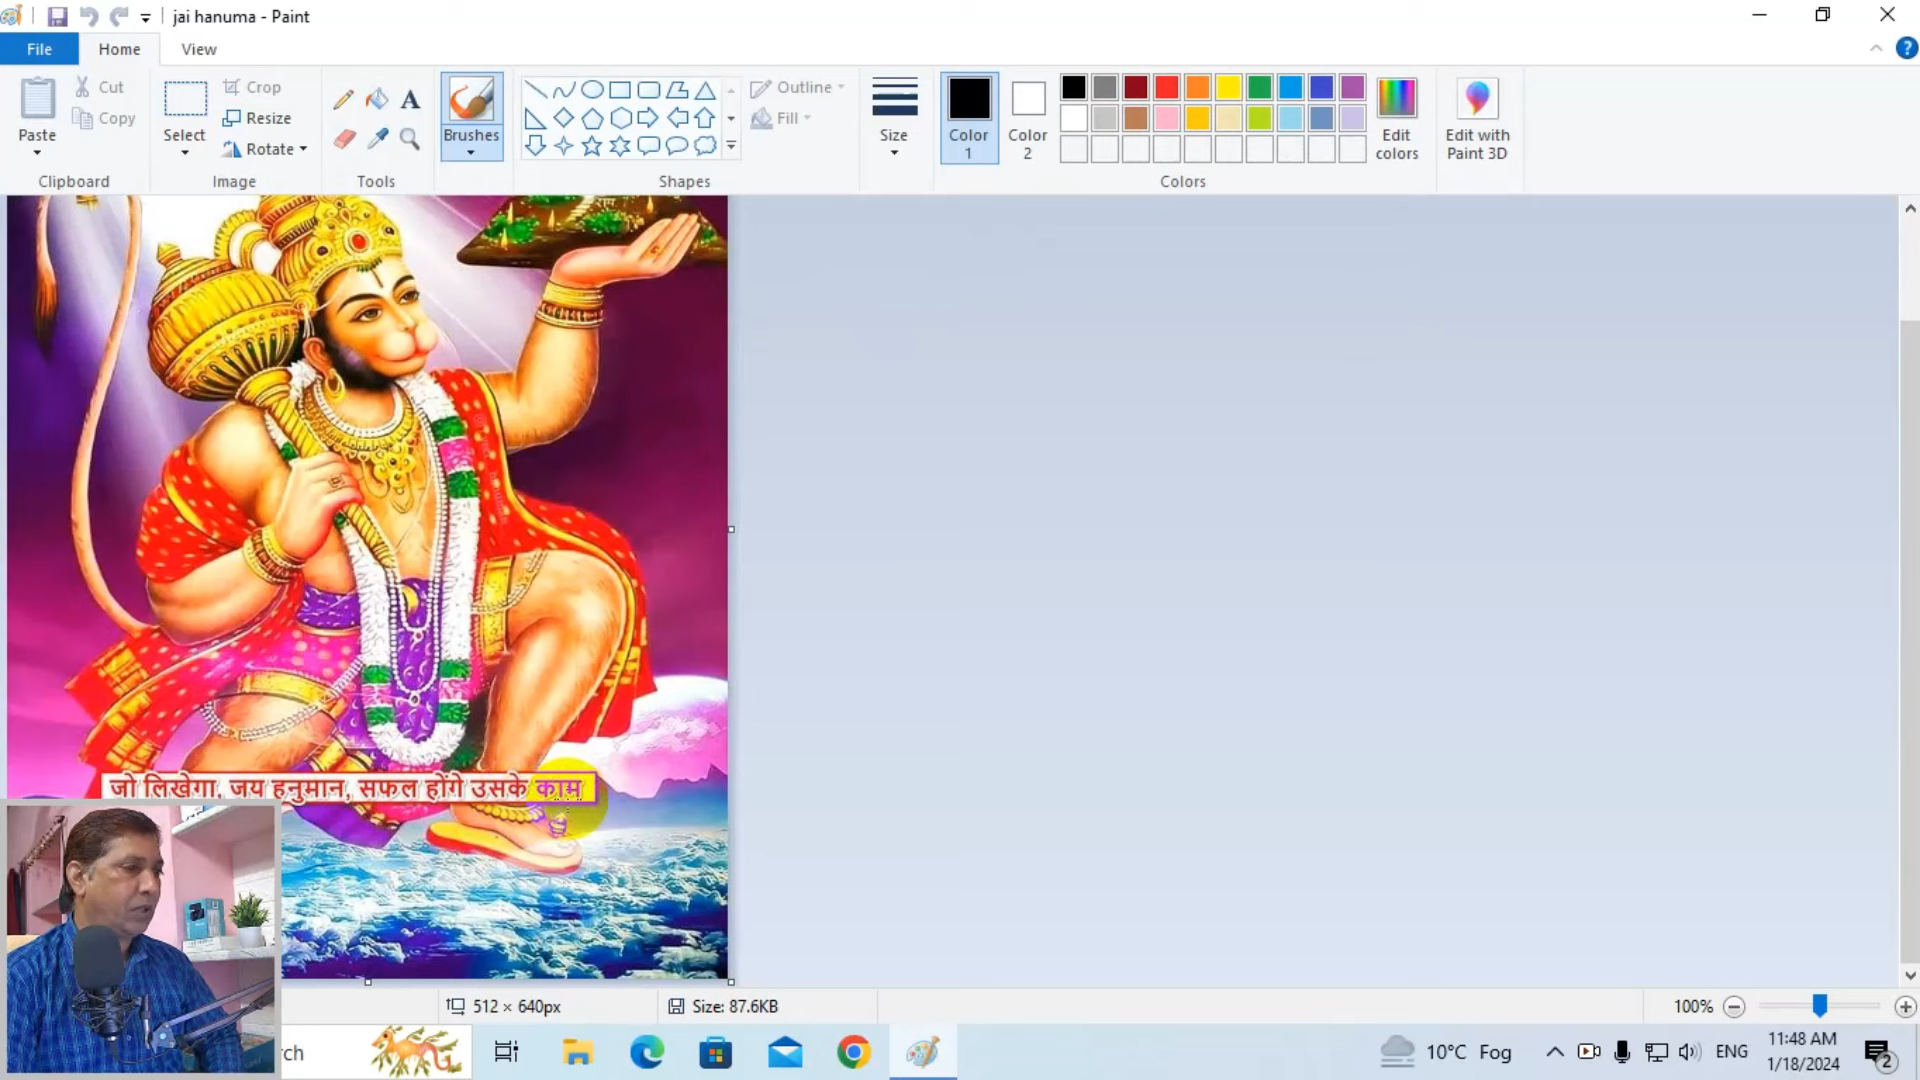 jai hanuma - Paint
File Home View
Paste Cut Copy Clipboard
Select Crop Resize Rotate Image
A
Tools
Brushes
Shapes
Outline Fill
Size
Color 1
Color 2
Colors
Edit colors
Edit with Paint 3D
राम
जो लिखेगा, जय हनुमान, सफल होंगे उसके काम
512 × 640px Size: 87.6KB 100%
rch 10°C Fog ENG 11:48 AM
1/18/2024 2